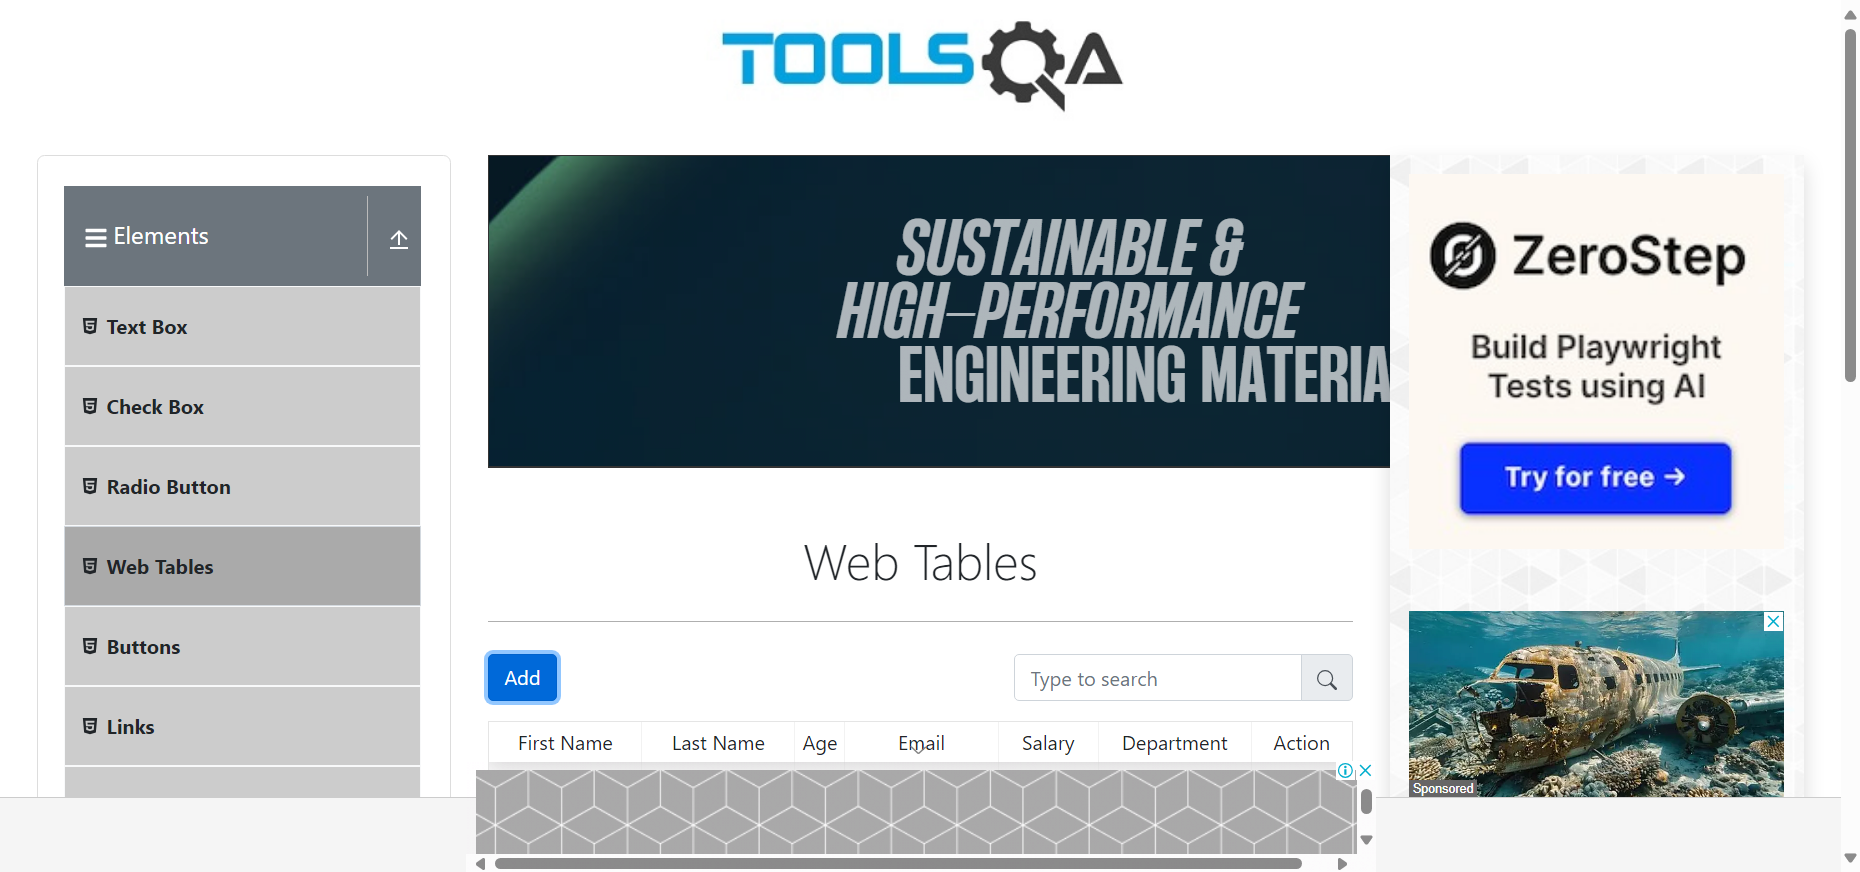 TOOLSQA
Elements
Text Box
Check Box
Radio Button
Web Tables
Buttons
Links
SUSTAINABLE &
HIGH–PERFORMANCE
ENGINEERING MATERIA
Web Tables
Add
Type to search
First Name Last Name Age Email Salary Department Action
ZeroStep
Build Playwright
Tests using AI
Try for free →
Sponsored